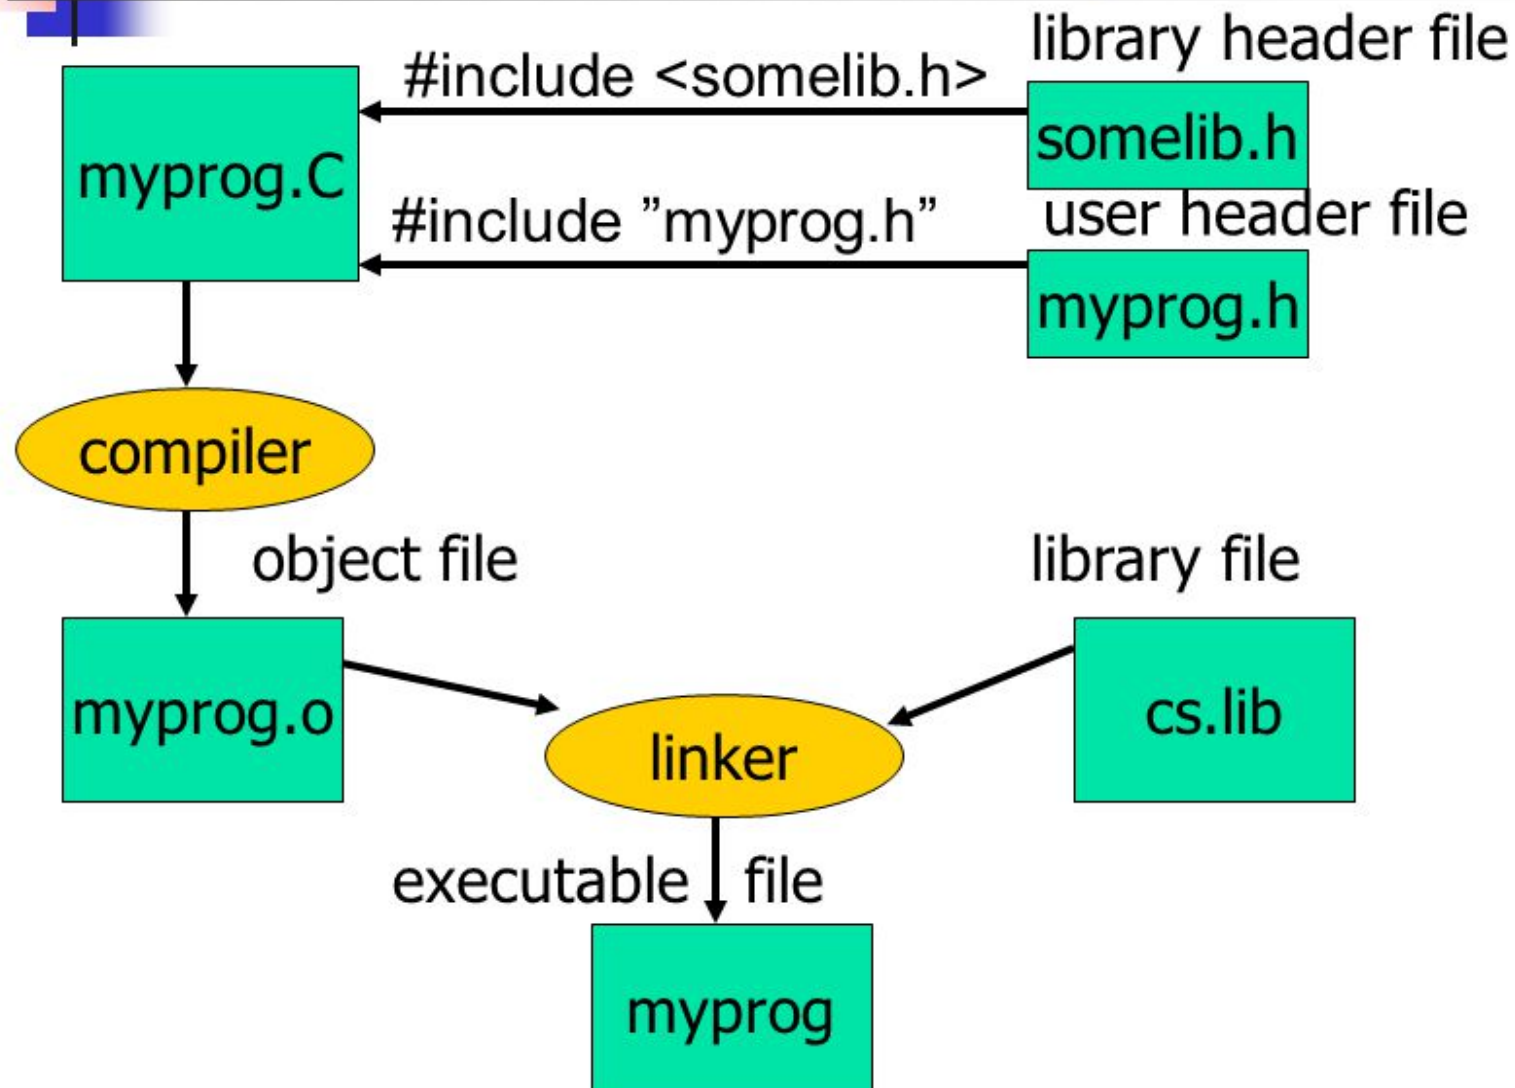 library header file
#include <somelib.h>
somelib.h
myprog.C
#include ”myprog.h”
user header file
myprog.h
compiler
object file
library file
myprog.o
cs.lib
linker
executable file
myprog